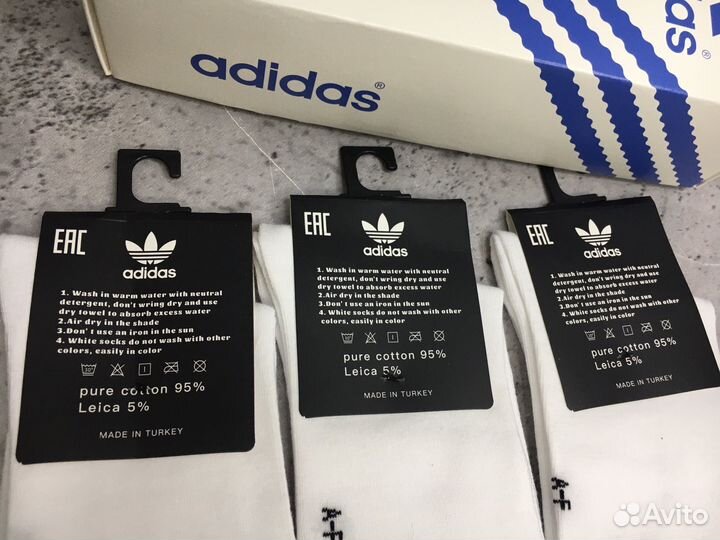 adidas®
das®
EAC
adidas
1. Wash in warm water with neutral
detergent, don't wring dry and use
dry towel to absorb excess water
2.Air dry in the shade
3.Don' t use an iron in the sun
4. White socks do not wash with other
colors, easily in color
pure cotton 95%
Leica 5%
MADE IN TURKEY
EAC
adidas
1. Wash in warm water with neutral
detergent, don't wring dry and use
dry towel to absorb excess water
2.Air dry in the shade
3.Don' t use an iron in the sun
4. White socks do not wash with other
colors, easily in color
pure cotton 95%
Leica 5%
MADE IN TURKEY
A-F
EAC
adidas
1. Wash in warm water with neutral
detergent, don't wring dry and use
dry towel to absorb excess water
2.Air dry in the shade
3.Don' t use an iron in the sun
4. White socks do not wash with other
colors, easily in color
pure cotton 95%
Leica 5%
MADE IN TURKEY
A-F
Avito